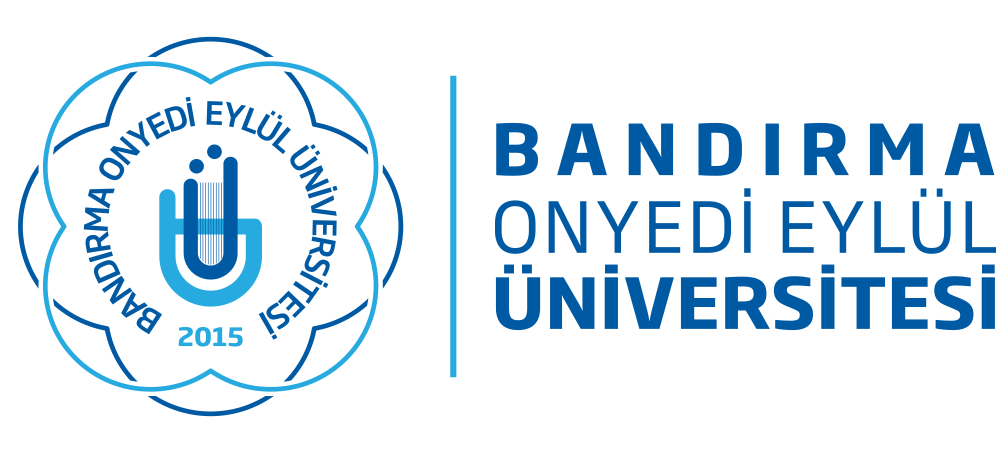 BANDIRMA ONYEDİ EYLÜL ÜNİVERSİTESİ
2015
BANDIRMA
ONYEDİ EYLÜL
ÜNİVERSİTESİ